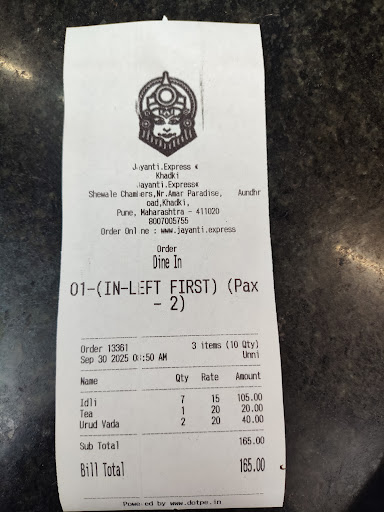 Jayanti.Express
Khadki
Jayanti.Express
Shewale Chambers,Nr.Amar Paradise, Aundhr
oad,Khadki,
Pune, Maharashtra - 411020
8007005755
Order Online : www.jayanti.express
Order
Dine In
01-(IN-LEFT FIRST) (Pax
- 2)
Order 13361 3 items (10 Qty)
Sep 30 2025 :50 AM Unni
Name Qty Rate Amount
Idli 7 15 105.00
Tea 1 20 20.00
Urud Vada 2 20 40.00
Sub Total 165.00
Bill Total 165.00
Powered by www.dotpe.in